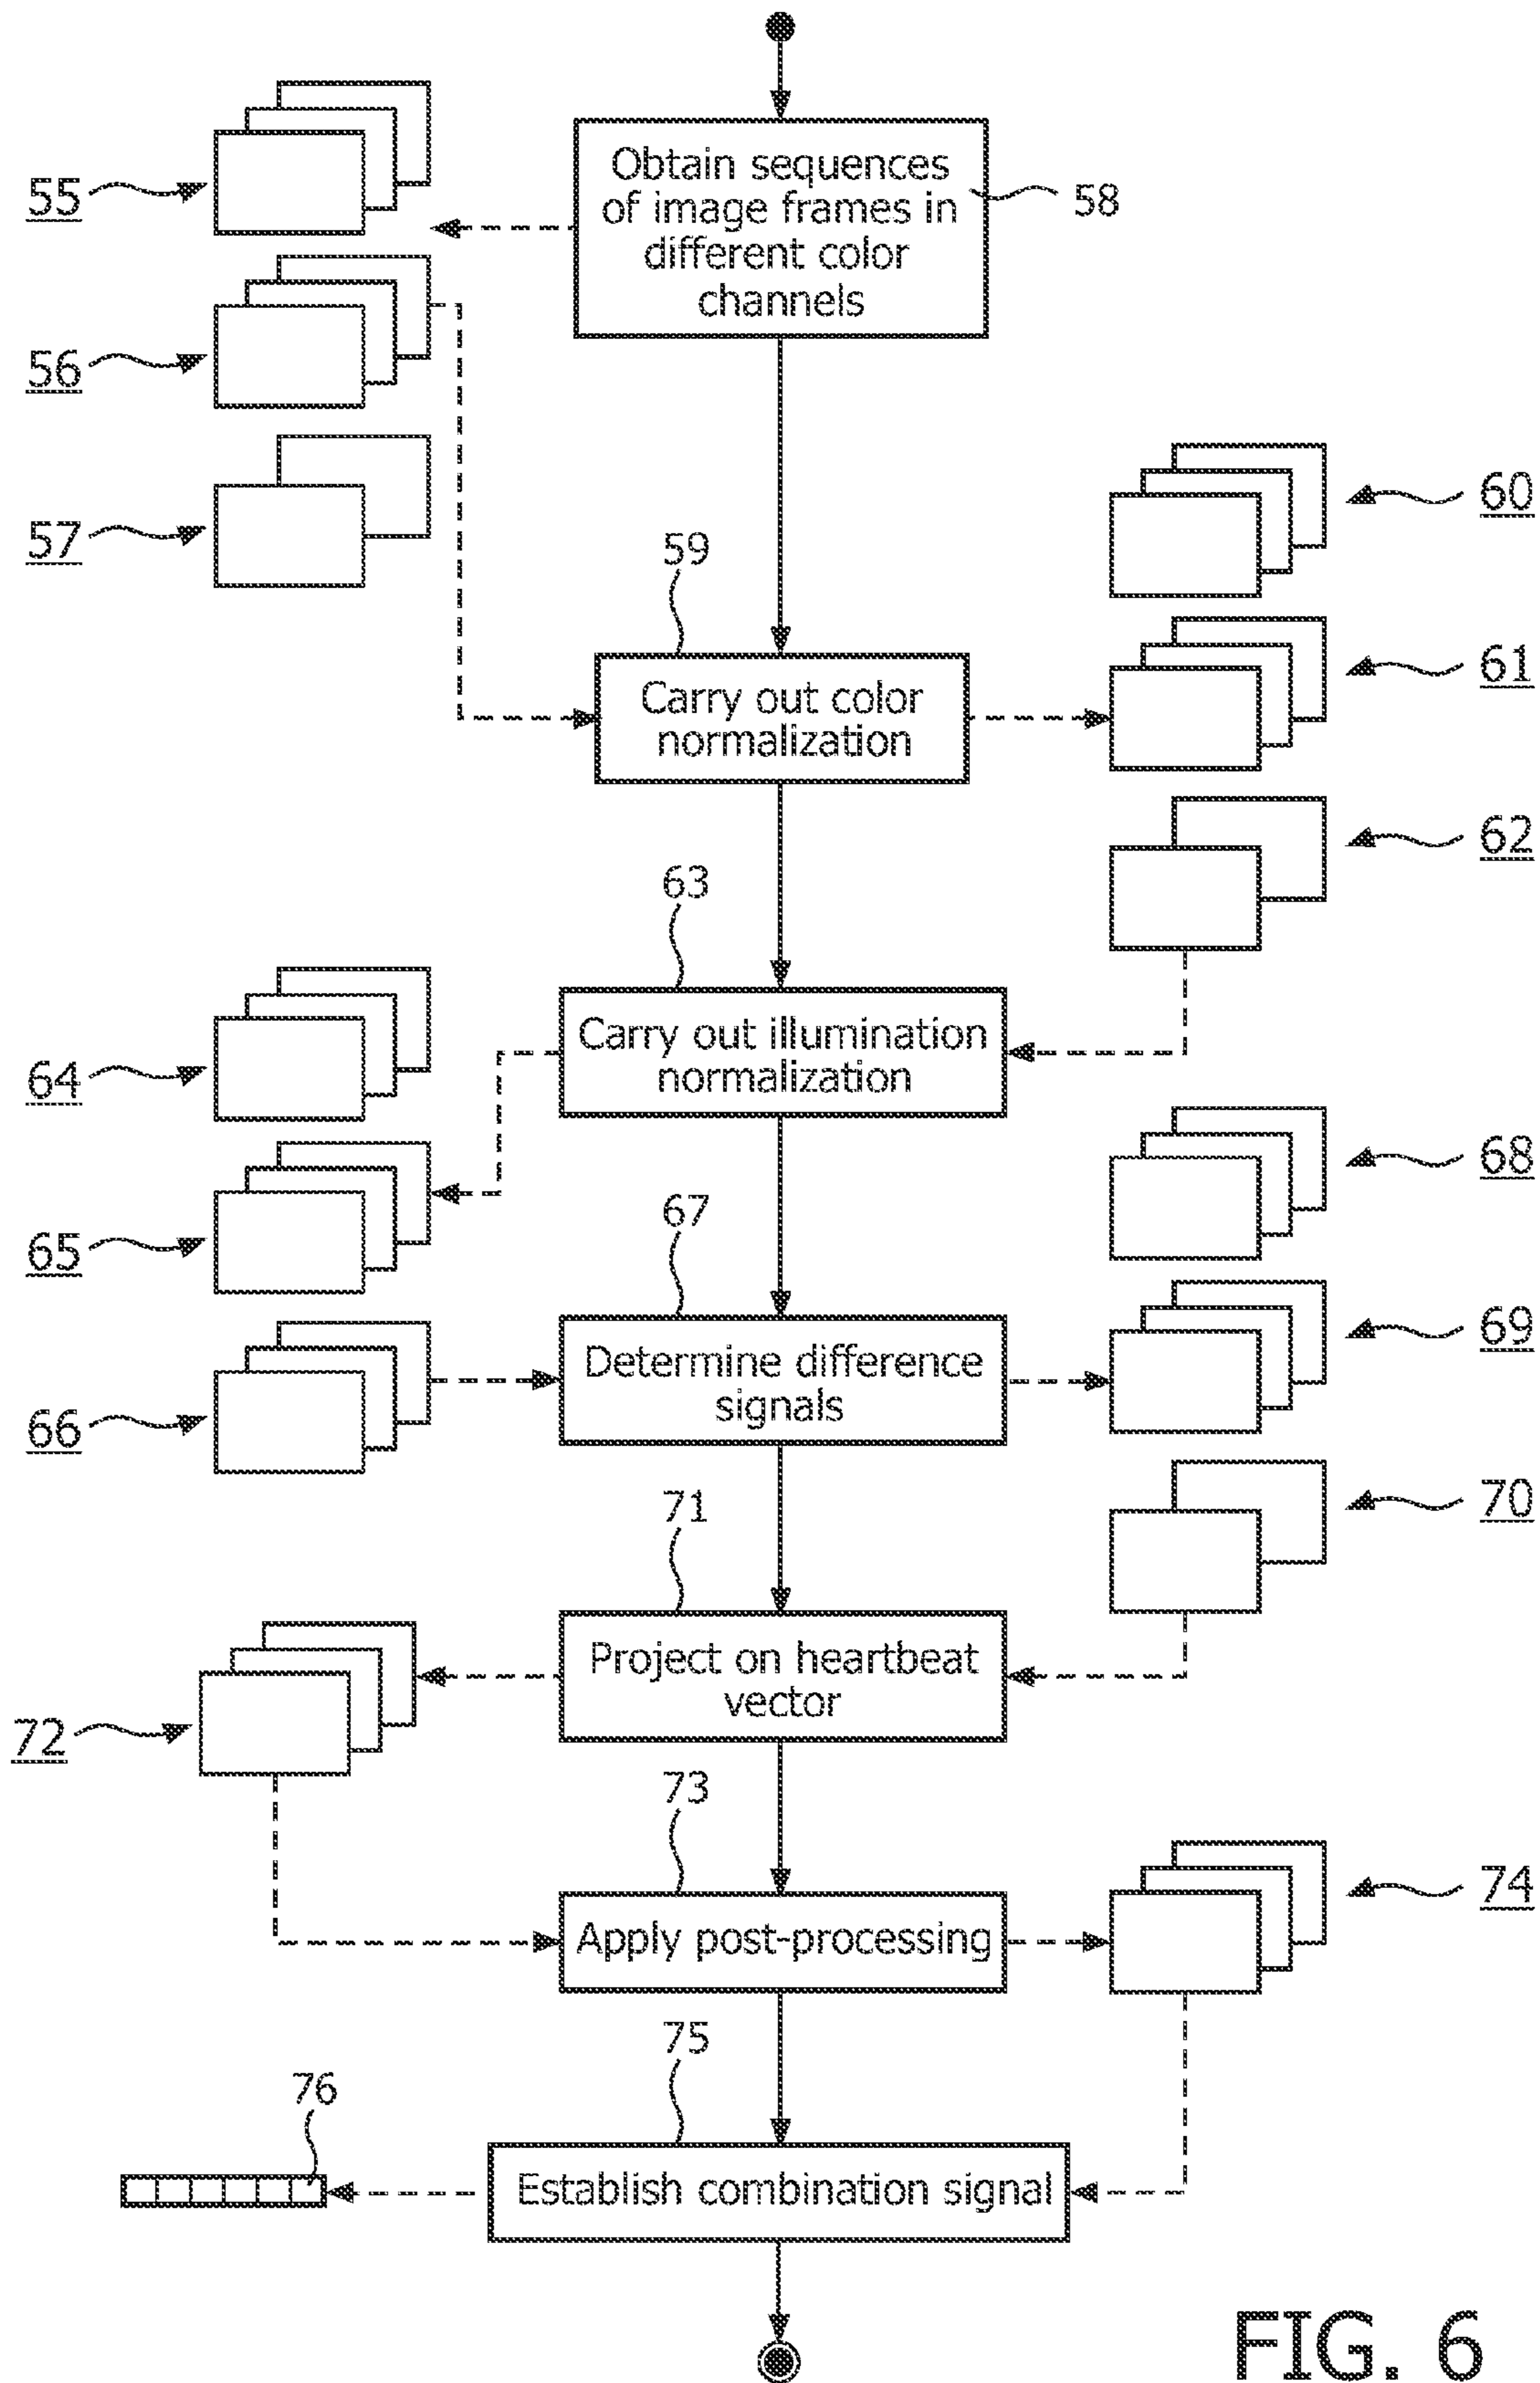 Obtain sequences
of image frames in
different color
channels
58
55
56
57
59
60
61
62
Carry out color
normalization
63
Carry out illumination
normalization
64
65
66
67
68
69
70
Determine difference
signals
71
Project on heartbeat
vector
72
73
74
Apply post-processing
75
76
Establish combination signal
FIG. 6